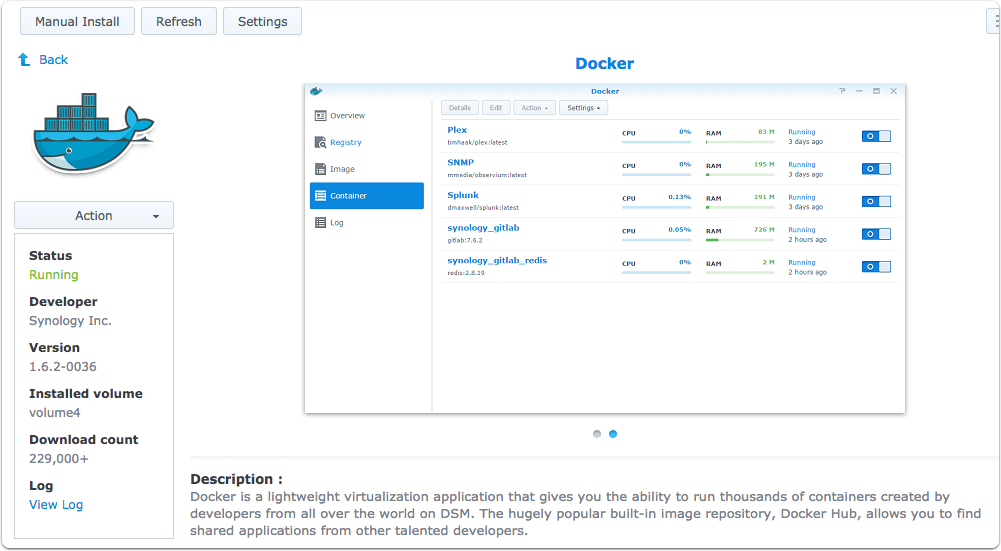 Manual Install Refresh Settings
Back
Docker
Docker
Details Edit Action Settings
Overview
Registry
Image
Container
Log
Plex CPU 0% RAM 83 M Running
timhaak/plex:latest 3 days ago
SNMP CPU 0% RAM 195 M Running
mmedia/observium:latest 3 days ago
Splunk CPU 0.13% RAM 191 M Running
dmaxwell/splunk:latest 3 days ago
synology_gitlab CPU 0.05% RAM 726 M Running
gitlab:7.6.2 2 hours ago
synology_gitlab_redis CPU 0% RAM 2 M Running
redis:2.8.19 2 hours ago
Action
Status
Running
Developer
Synology Inc.
Version
1.6.2-0036
Installed volume
volume4
Download count
229,000+
Log
View Log
Description :
Docker is a lightweight virtualization application that gives you the ability to run thousands of containers created by
developers from all over the world on DSM. The hugely popular built-in image repository, Docker Hub, allows you to find
shared applications from other talented developers.